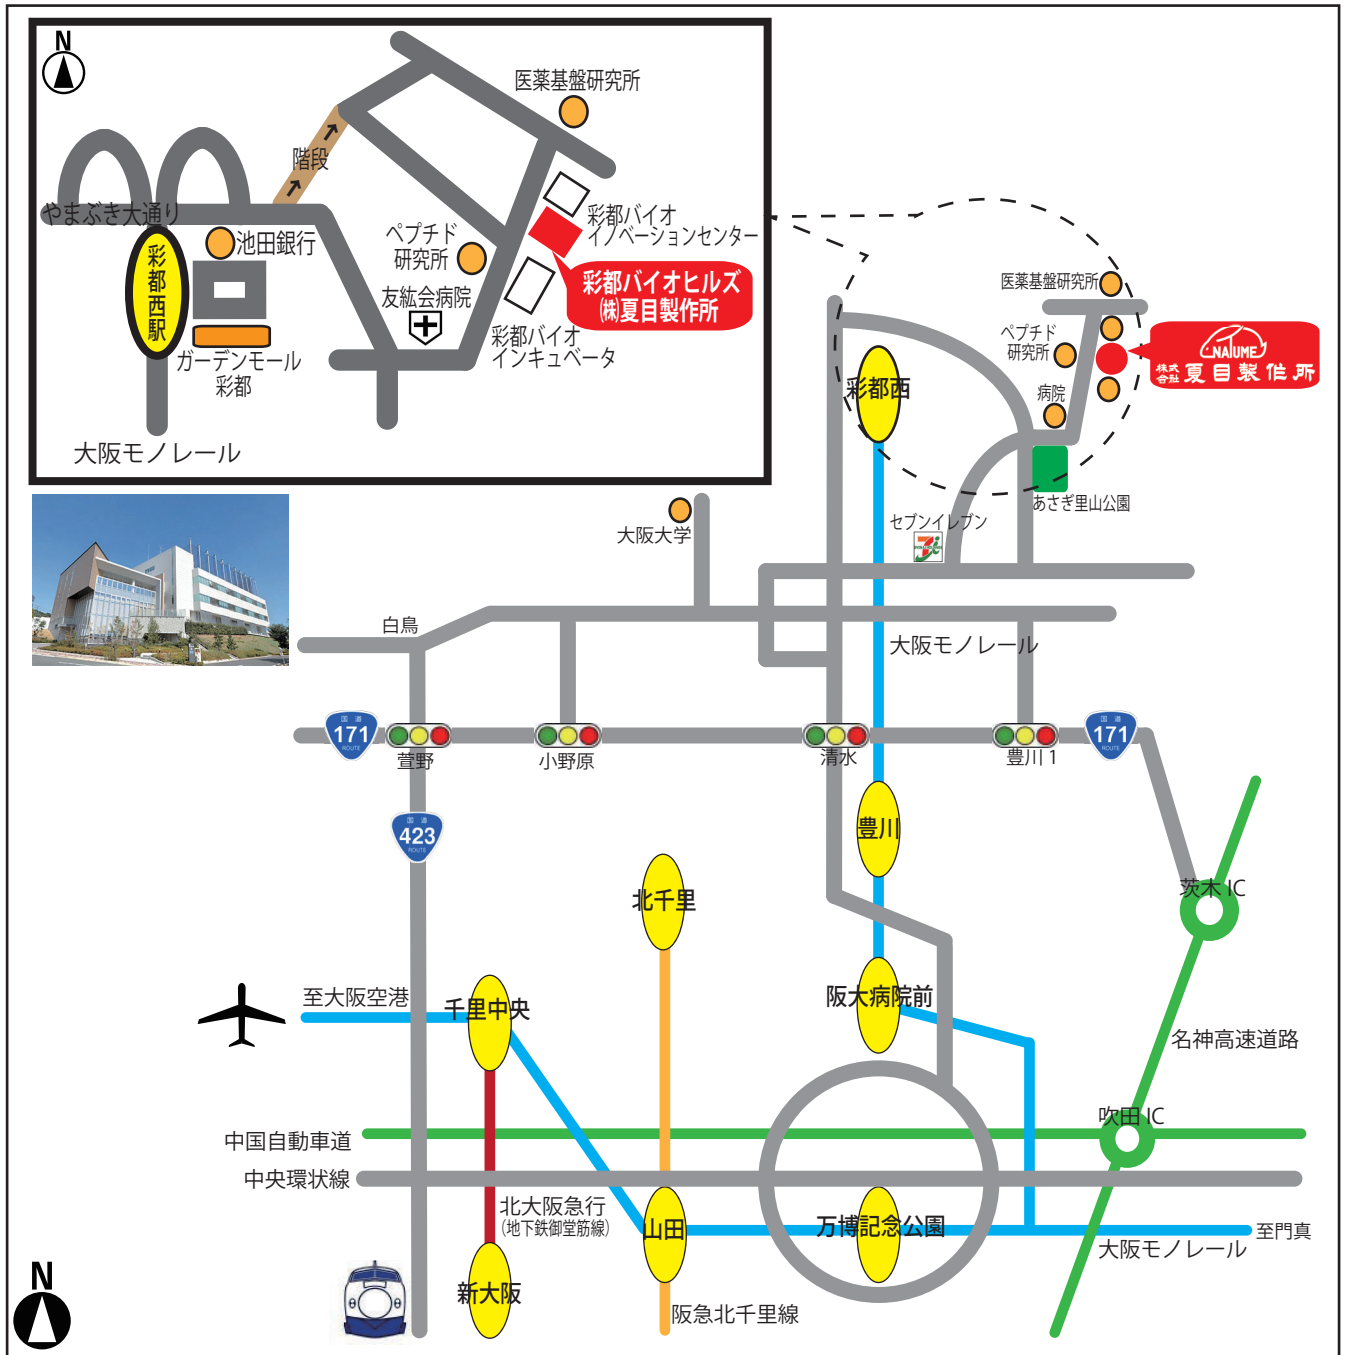 N
医薬基盤研究所
階段
やまぶき大通り
彩都バイオ
イノベーションセンター
池田銀行
ペプチド
研究所
彩都西駅
彩都バイオヒルズ
㈱夏目製作所
友紘会病院
彩都バイオ
インキュベータ
ガーデンモール
彩都
大阪モノレール
医薬基盤研究所
ペプチド
研究所
NATUME
株式会社 夏目製作所
彩都西
病院
あさぎ里山公園
セブンイレブン
大阪大学
白鳥
大阪モノレール
国道
171
ROUTE
萱野
小野原
清水
豊川 1
国道
171
ROUTE
国道
423
ROUTE
豊川
北千里
茨木 IC
至大阪空港
千里中央
阪大病院前
名神高速道路
吹田 IC
中国自動車道
中央環状線
北大阪急行
(地下鉄御堂筋線)
山田
万博記念公園
至門真
大阪モノレール
N
新大阪
阪急北千里線